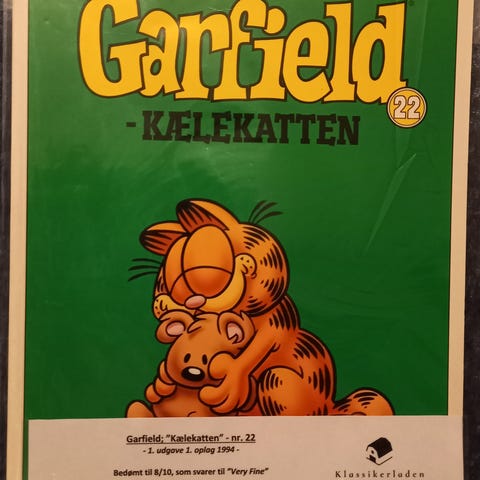 Garfield
22
- KÆLEKATTEN
Garfield; "Kælekatten" - nr. 22
- 1. udgave 1. oplag 1994 -
Bedømt til 8/10, som svarer til "Very Fine"
Klassikerladen